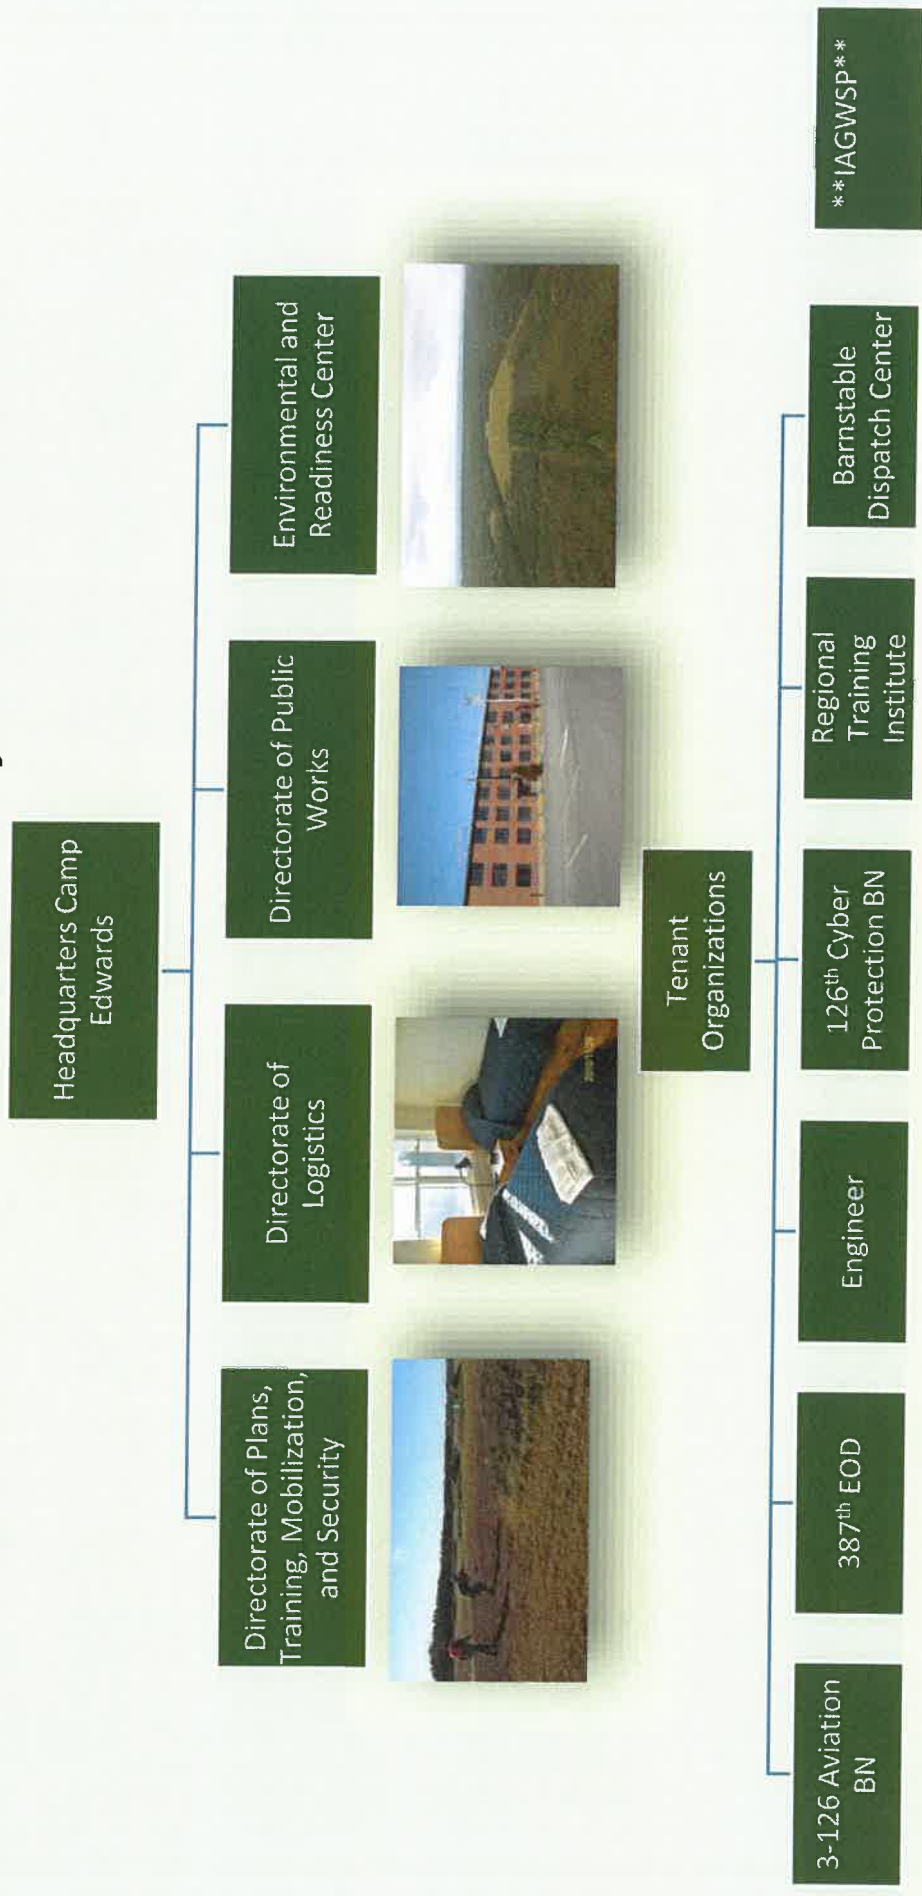 Headquarters Camp
Edwards
Directorate of Plans,
Training, Mobilization,
and Security
Directorate of
Logistics
Directorate of Public
Works
Environmental and
Readiness Center
Tenant
Organizations
3-126 Aviation
BN
387th EOD
Engineer
126th Cyber
Protection BN
Regional
Training
Institute
Barnstable
Dispatch Center
**IAGWSP**